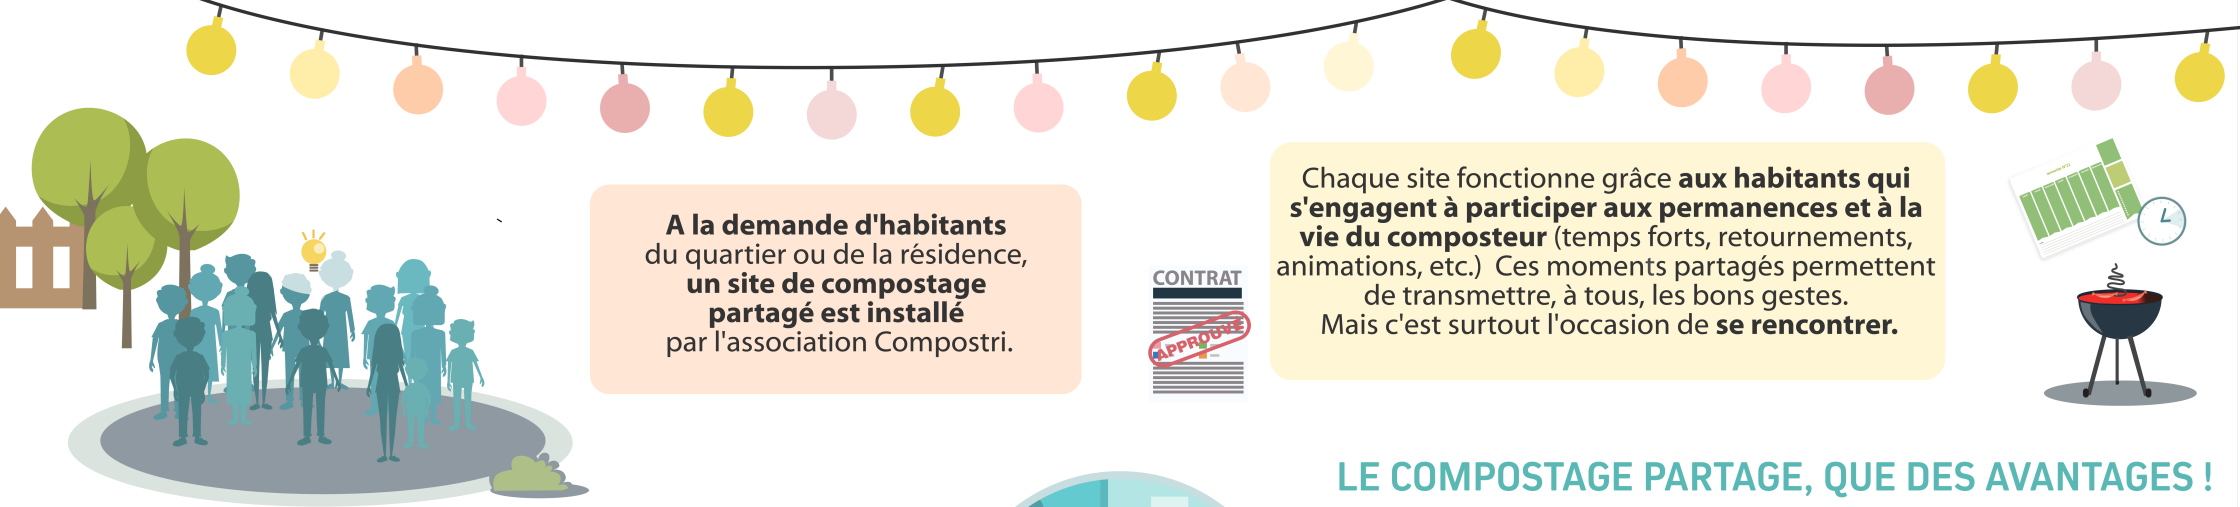 A la demande d'habitants
du quartier ou de la résidence,
un site de compostage
partagé est installé
par l'association Compostri.
CONTRAT
APPROUVÉ
Chaque site fonctionne grâce aux habitants qui
s'engagent à participer aux permanences et à la
vie du composteur (temps forts, retournements,
animations, etc.) Ces moments partagés permettent
de transmettre, à tous, les bons gestes.
Mais c'est surtout l'occasion de se rencontrer.
LE COMPOSTAGE PARTAGE, QUE DES AVANTAGES !